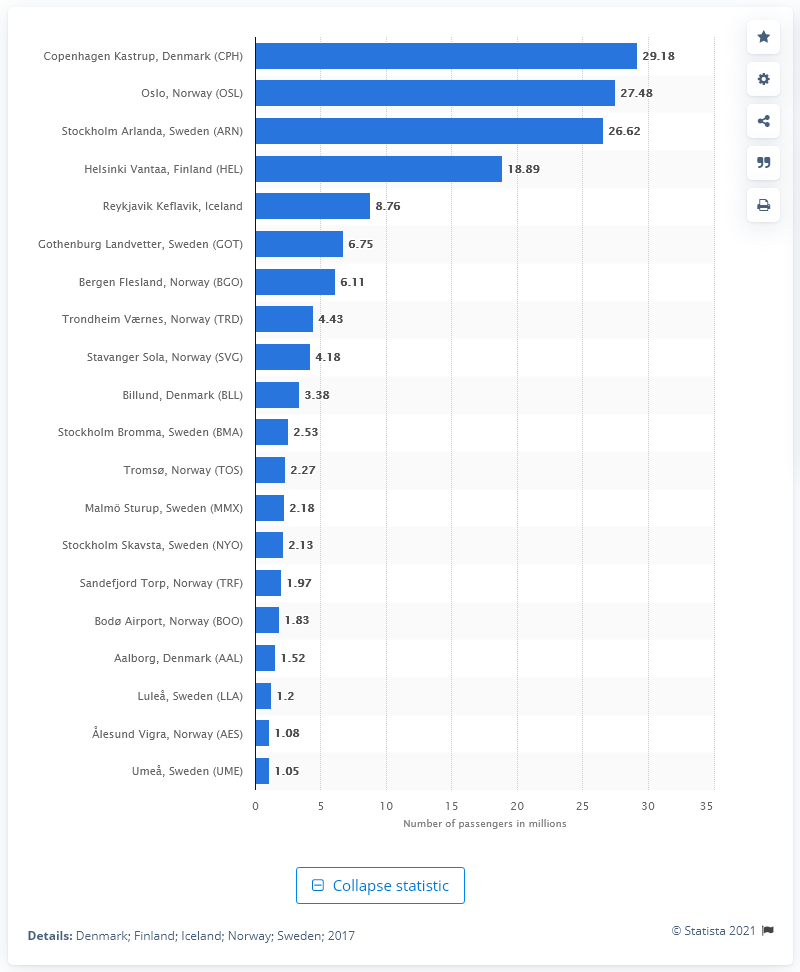 Copenhagen Kastrup, Denmark (CPH) 29.18
Oslo, Norway (OSL) 27.48
Stockholm Arlanda, Sweden (ARN) 26.62
Helsinki Vantaa, Finland (HEL) 18.89
Reykjavik Keflavik, Iceland 8.76
Gothenburg Landvetter, Sweden (GOT) 6.75
Bergen Flesland, Norway (BGO) 6.11
Trondheim Værnes, Norway (TRD) 4.43
Stavanger Sola, Norway (SVG) 4.18
Billund, Denmark (BLL) 3.38
Stockholm Bromma, Sweden (BMA) 2.53
Tromsø, Norway (TOS) 2.27
Malmö Sturup, Sweden (MMX) 2.18
Stockholm Skavsta, Sweden (NYO) 2.13
Sandefjord Torp, Norway (TRF) 1.97
Bodø Airport, Norway (BOO) 1.83
Aalborg, Denmark (AAL) 1.52
Luleå, Sweden (LLA) 1.2
Ålesund Vigra, Norway (AES) 1.08
Umeå, Sweden (UME) 1.05
0 5 10 15 20 25 30 35
Number of passengers in millions
Collapse statistic
Details: Denmark; Finland; Iceland; Norway; Sweden; 2017
© Statista 2021